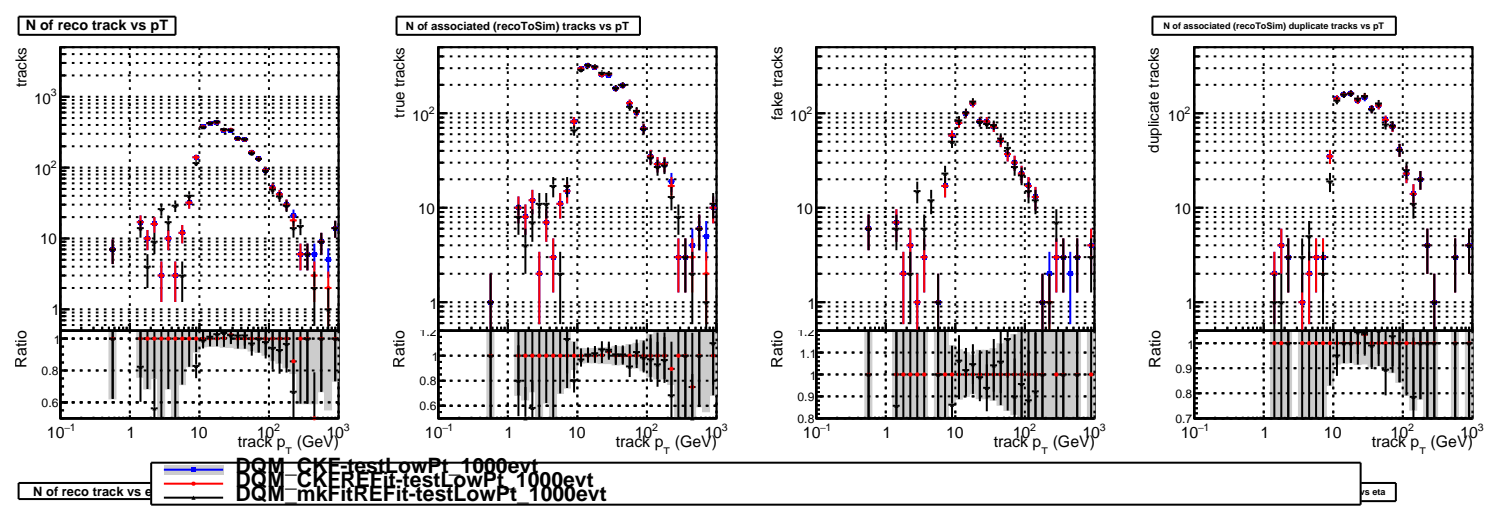 N of reco track vs pT
N of associated (recoToSim) tracks vs pT
N of associated (recoToSim) duplicate tracks vs pT
tracks
10^3
10^2
10
1
Ratio
1
0.8
0.6
10^-1
1
10
10^2
10^3
track p_T (GeV)
true tracks
10^2
10
1
Ratio
1.2
1
0.8
0.6
10^-1
1
10
10^2
10^3
track p_T (GeV)
fake tracks
10^2
10
1
Ratio
1.1
1
0.9
0.8
10^-1
1
10
10^2
10^3
track p_T (GeV)
duplicate tracks
10^2
10
1
Ratio
1
0.9
0.8
0.7
10^-1
1
10
10^2
10^3
track p_T (GeV)
DQM_CKF-testLowPt_1000evt
DQM_CKFREFit-testLowPt_1000evt
DQM_mkFitREFit-testLowPt_1000evt
N of reco track vs e
vs eta